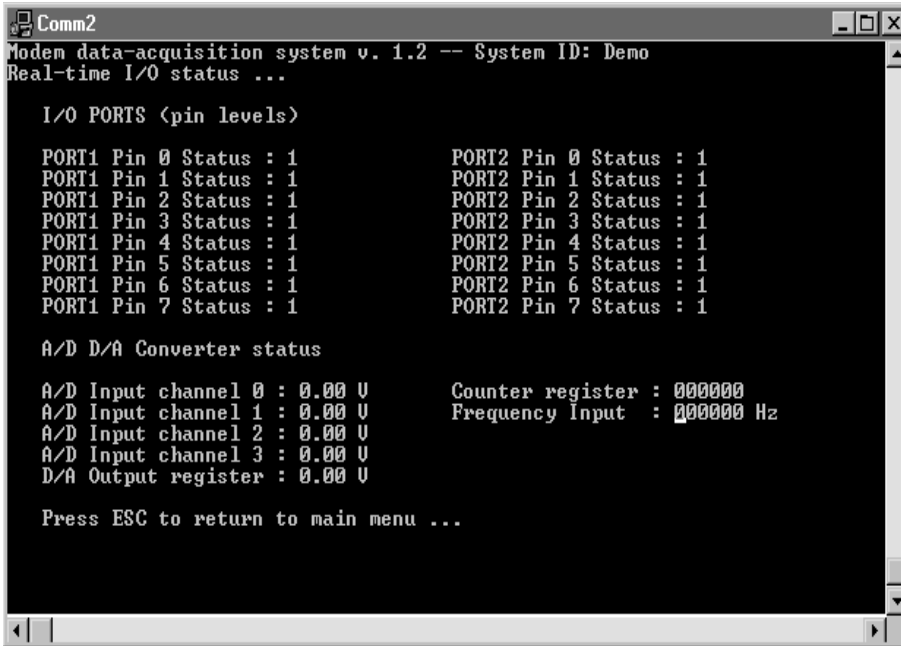 Comm2
Modem data-acquisition system v. 1.2 -- System ID: Demo
Real-time I/O status ...
I/O PORTS (pin levels)
PORT1 Pin 0 Status : 1 PORT2 Pin 0 Status : 1
PORT1 Pin 1 Status : 1 PORT2 Pin 1 Status : 1
PORT1 Pin 2 Status : 1 PORT2 Pin 2 Status : 1
PORT1 Pin 3 Status : 1 PORT2 Pin 3 Status : 1
PORT1 Pin 4 Status : 1 PORT2 Pin 4 Status : 1
PORT1 Pin 5 Status : 1 PORT2 Pin 5 Status : 1
PORT1 Pin 6 Status : 1 PORT2 Pin 6 Status : 1
PORT1 Pin 7 Status : 1 PORT2 Pin 7 Status : 1
A/D D/A Converter status
A/D Input channel 0 : 0.00 V Counter register : 000000
A/D Input channel 1 : 0.00 V Frequency Input : 000000 Hz
A/D Input channel 2 : 0.00 V
A/D Input channel 3 : 0.00 V
D/A Output register : 0.00 V
Press ESC to return to main menu ...